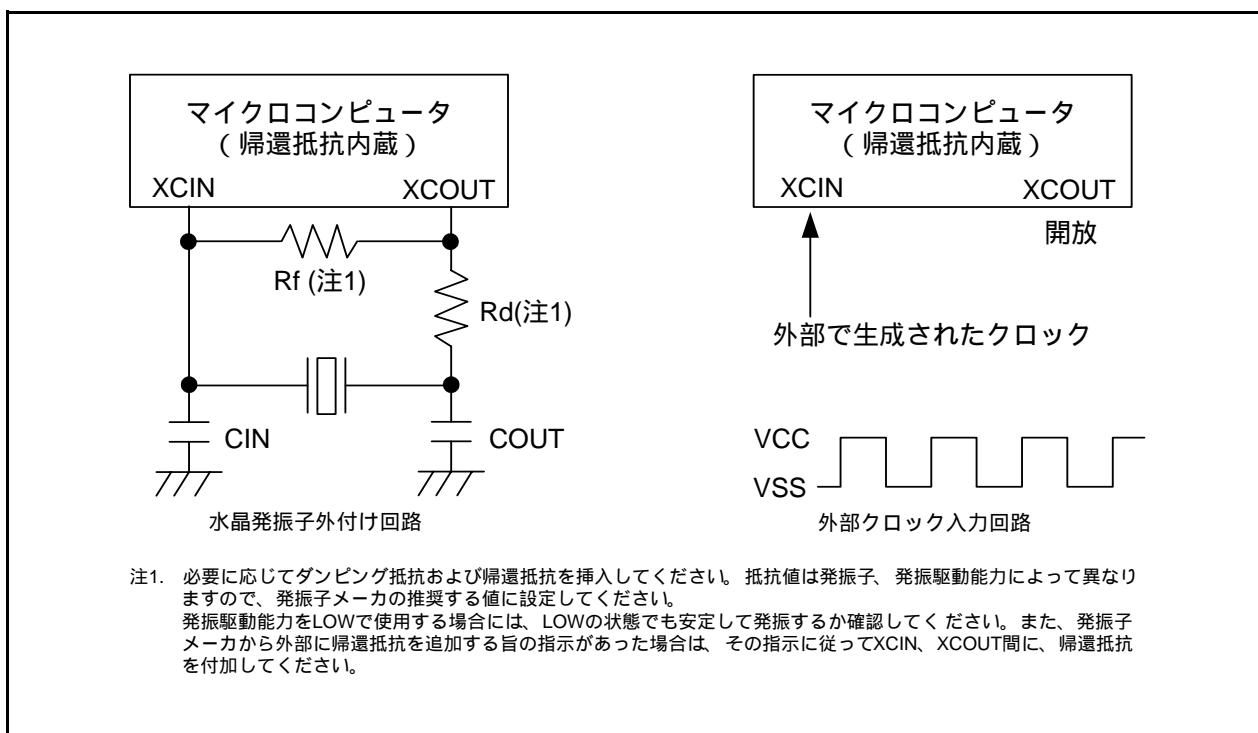 マイクロコンピュータ
（帰還抵抗内蔵）
XCIN
XCOUT
Rf (注1)
Rd(注1)
CIN
COUT
水晶発振子外付け回路
マイクロコンピュータ
（帰還抵抗内蔵）
XCIN
XCOUT
開放
外部で生成されたクロック
VCC
VSS
外部クロック入力回路
注1. 必要に応じてダンピング抵抗および帰還抵抗を挿入してください。抵抗値は発振子、発振駆動能力によって異なり
ますので、発振子メーカの推奨する値に設定してください。
発振駆動能力をLOWで使用する場合には、LOWの状態でも安定して発振するか確認してください。また、発振子
メーカから外部に帰還抵抗を追加する旨の指示があった場合は、その指示に従ってXCIN、XCOUT間に、帰還抵抗
を付加してください。